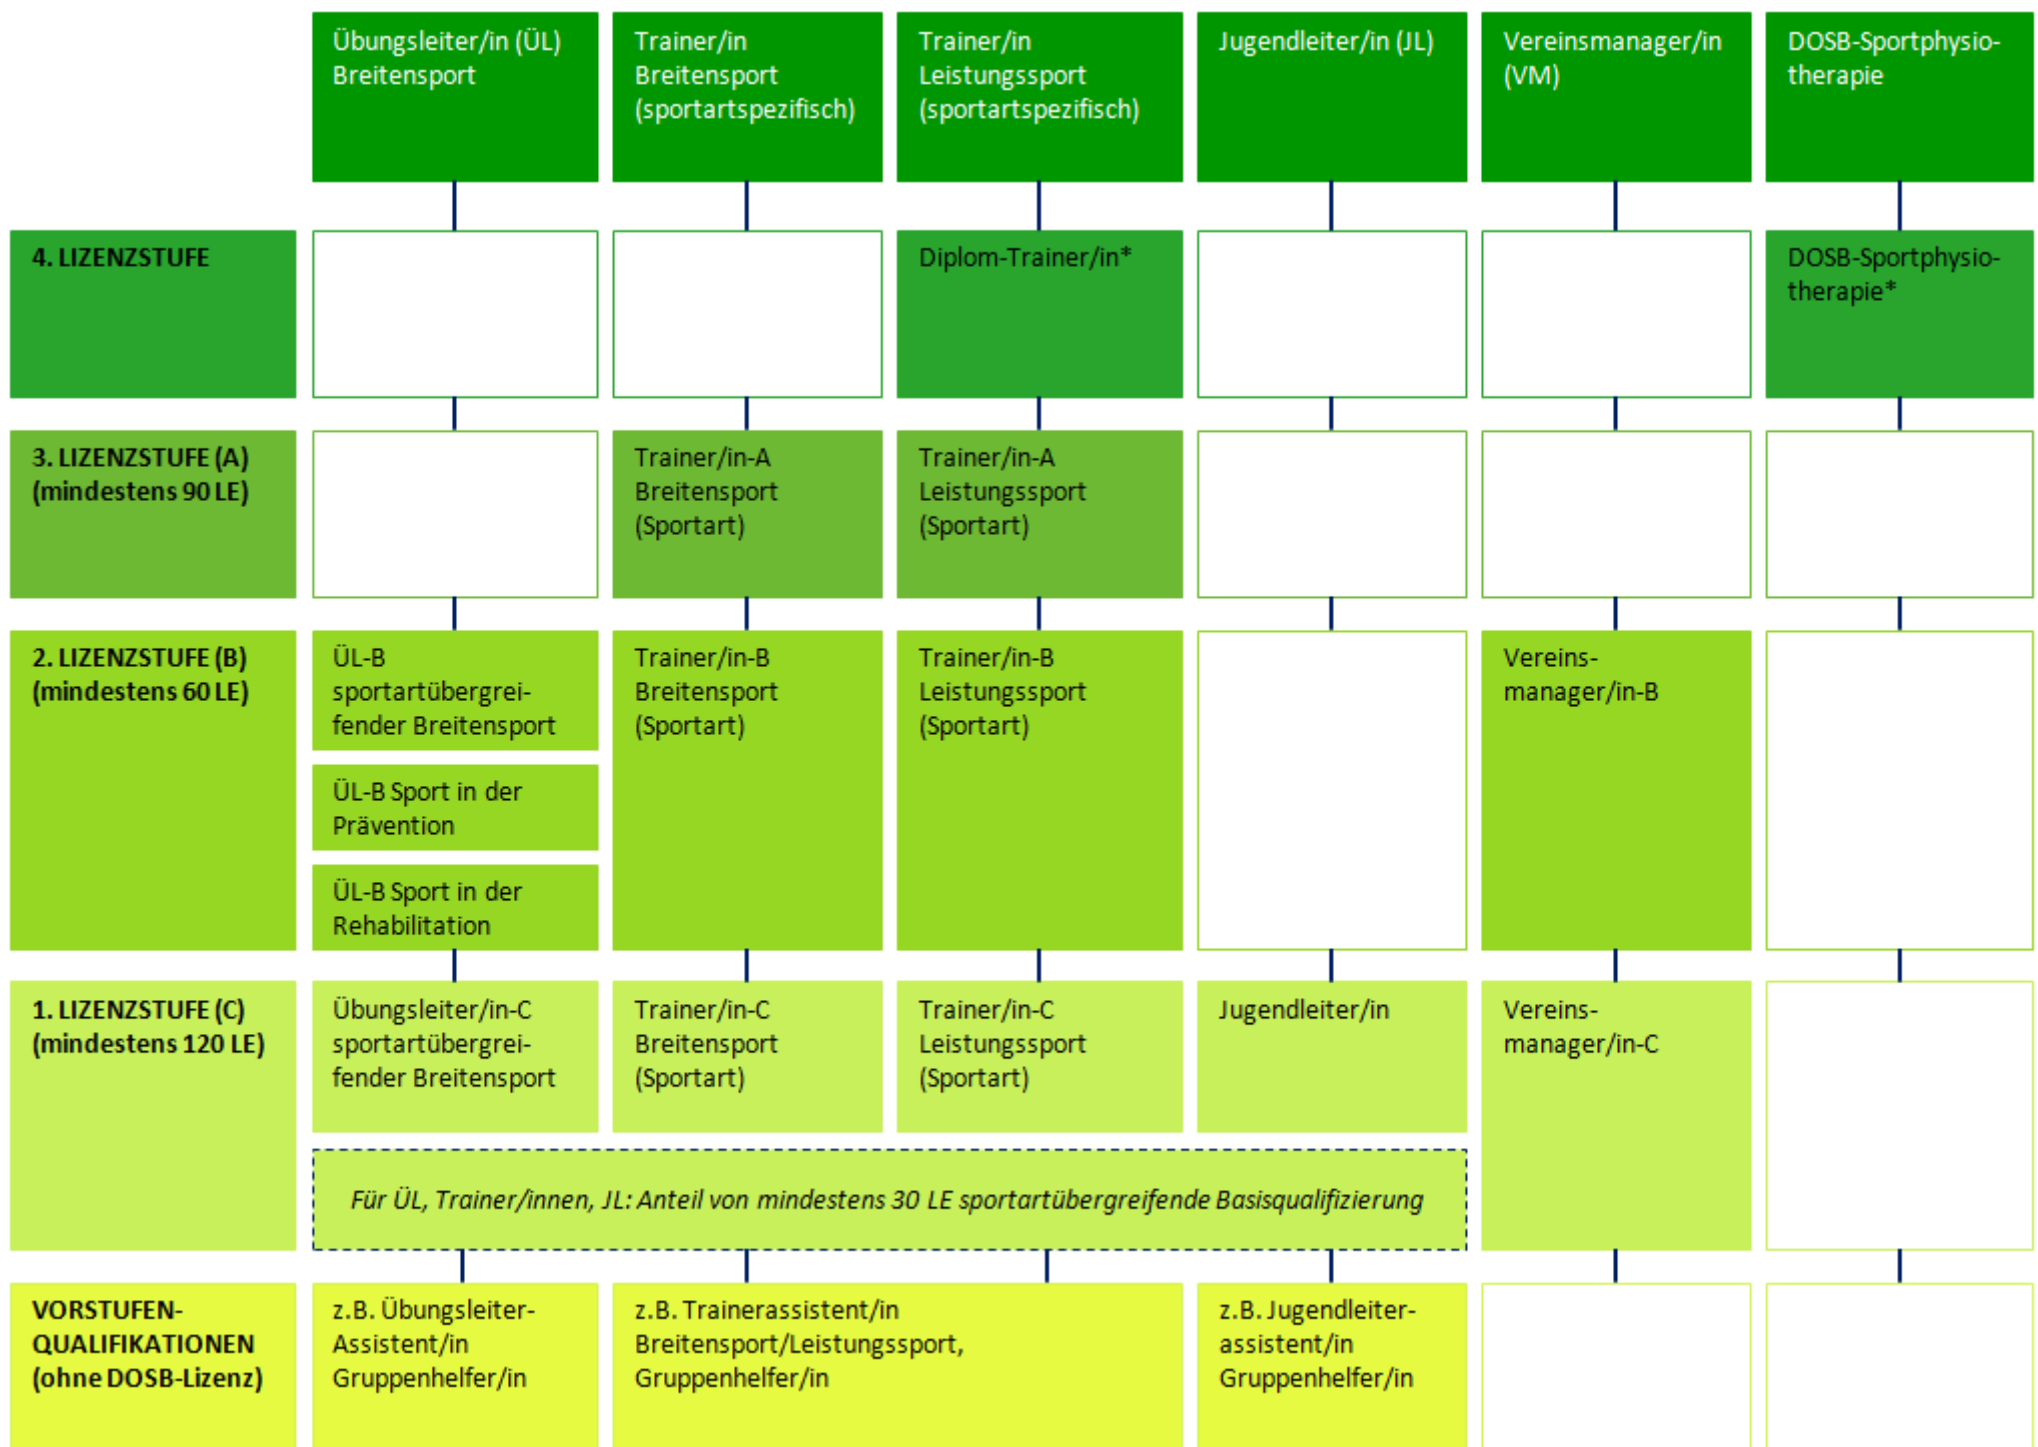 Übungsleiter/in (ÜL)
Breitensport
Trainer/in
Breitensport
(sportartspezifisch)
Trainer/in
Leistungssport
(sportartspezifisch)
Jugendleiter/in (JL)
Vereinsmanager/in
(VM)
DOSB-Sportphysio-
therapie
4. LIZENZSTUFE
Diplom-Trainer/in*
DOSB-Sportphysio-
therapie*
3. LIZENZSTUFE (A)
(mindestens 90 LE)
Trainer/in-A
Breitensport
(Sportart)
Trainer/in-A
Leistungssport
(Sportart)
2. LIZENZSTUFE (B)
(mindestens 60 LE)
ÜL-B
sportartübergrei-
fender Breitensport
ÜL-B Sport in der
Prävention
ÜL-B Sport in der
Rehabilitation
Trainer/in-B
Breitensport
(Sportart)
Trainer/in-B
Leistungssport
(Sportart)
Vereins-
manager/in-B
1. LIZENZSTUFE (C)
(mindestens 120 LE)
Übungsleiter/in-C
sportartübergrei-
fender Breitensport
Trainer/in-C
Breitensport
(Sportart)
Trainer/in-C
Leistungssport
(Sportart)
Jugendleiter/in
Vereins-
manager/in-C
Für ÜL, Trainer/innen, JL: Anteil von mindestens 30 LE sportartübergreifende Basisqualifizierung
VORSTUFEN-
QUALIFIKATIONEN
(ohne DOSB-Lizenz)
z.B. Übungsleiter-
Assistent/in
Gruppenhelfer/in
z.B. Trainerassistent/in
Breitensport/Leistungssport,
Gruppenhelfer/in
z.B. Jugendleiter-
assistent/in
Gruppenhelfer/in